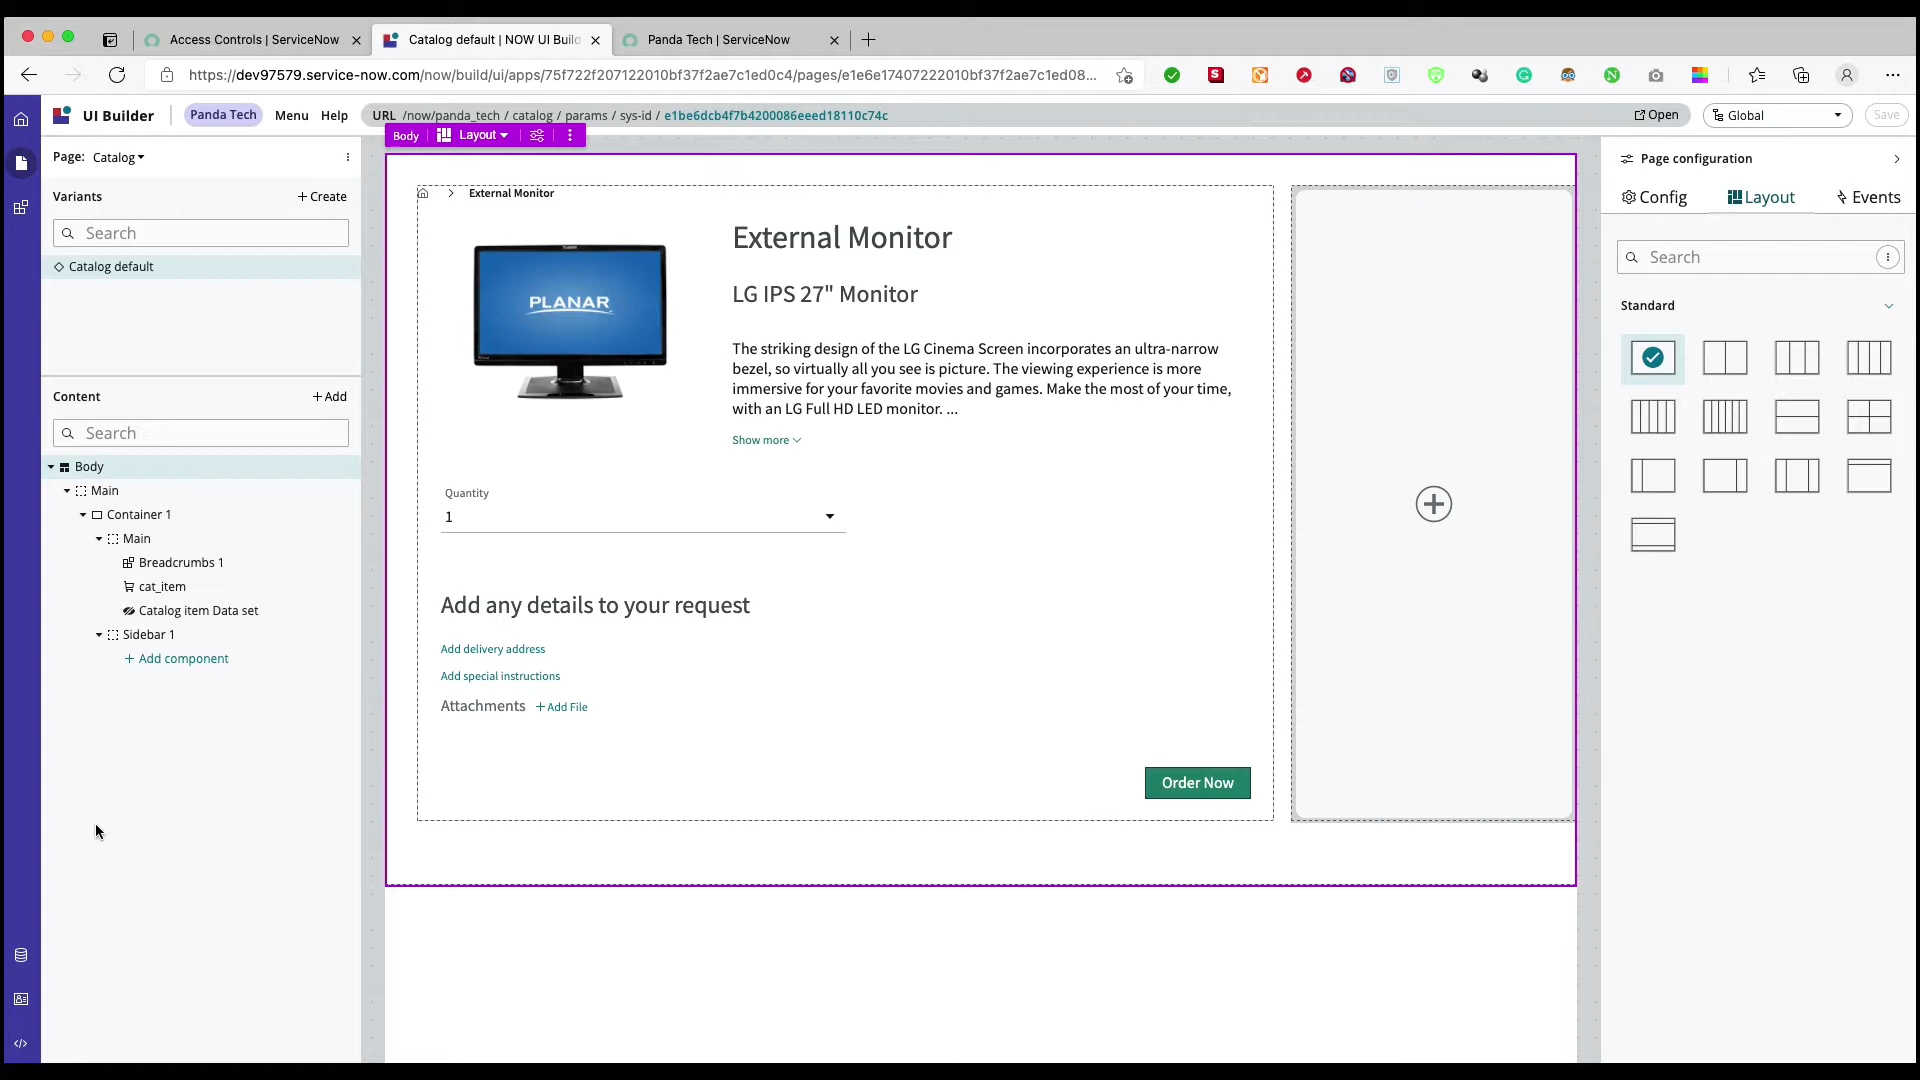 Access Controls | ServiceNow
Catalog default | NOW UI Build
Panda Tech | ServiceNow
https://dev97579.service-now.com/now/build/ui/apps/75f722f207122010bf37f2ae7c1ed0c4/pages/e1e6e17407222010bf37f2ae7c1ed08...
UI Builder
Panda Tech
Menu
Help
URL /now/panda_tech / catalog / params / sys-id / e1be6dcb4f7b4200086eeed18110c74c
Open
Global
Save
Body
Layout
Page: Catalog
Variants
+ Create
Search
Catalog default
Content
+ Add
Search
Body
Main
Container 1
Main
Breadcrumbs 1
cat_item
Catalog item Data set
Sidebar 1
+ Add component
External Monitor
PLANAR
External Monitor
LG IPS 27" Monitor
The striking design of the LG Cinema Screen incorporates an ultra-narrow
bezel, so virtually all you see is picture. The viewing experience is more
immersive for your favorite movies and games. Make the most of your time,
with an LG Full HD LED monitor. ...
Show more
Quantity
1
Add any details to your request
Add delivery address
Add special instructions
Attachments + Add File
Order Now
Page configuration
Config
Layout
Events
Search
Standard